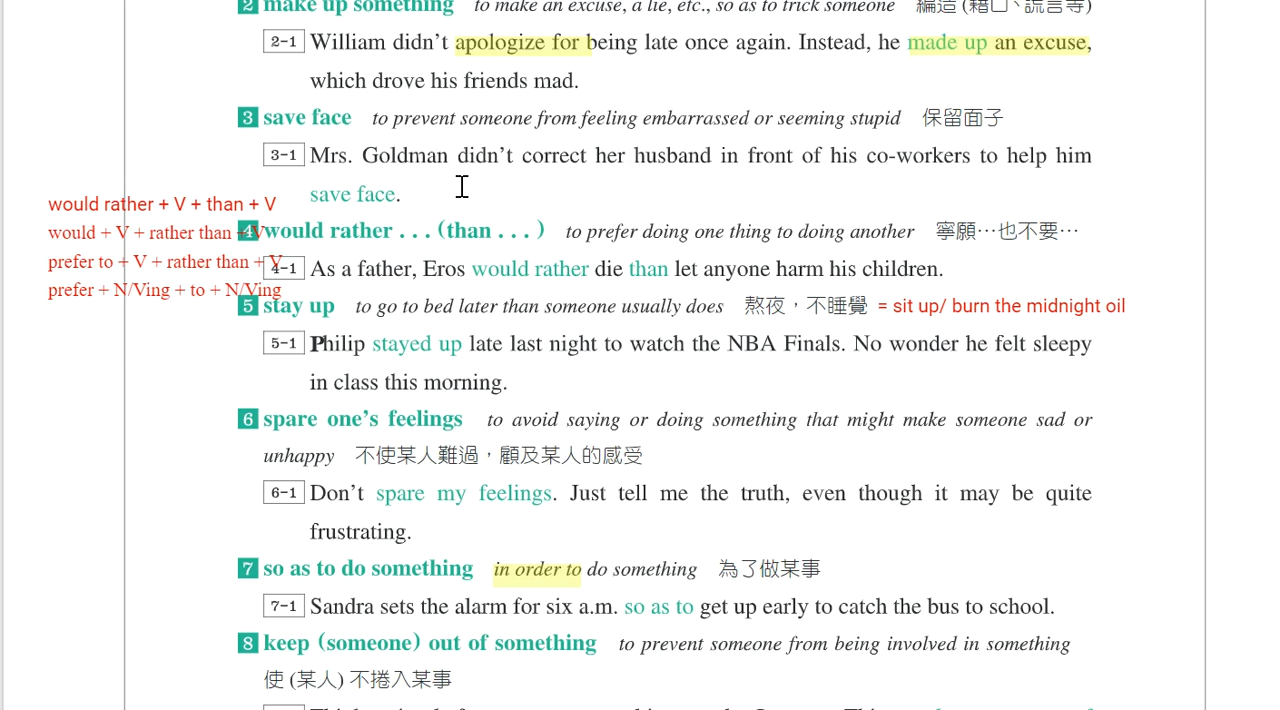 2 make up something to make an excuse, a lie, etc., so as to trick someone 編造 (藉口、謊言等)
2-1 William didn't apologize for being late once again. Instead, he made up an excuse,
which drove his friends mad.
3 save face to prevent someone from feeling embarrassed or seeming stupid 保留面子
3-1 Mrs. Goldman didn't correct her husband in front of his co-workers to help him
save face.
would rather + V + than + V
would + V + rather than + V
prefer to + V + rather than + V
prefer + N/Ving + to + N/Ving
4 would rather . . . (than . . . ) to prefer doing one thing to doing another 寧願⋯也不要⋯
4-1 As a father, Eros would rather die than let anyone harm his children.
5 stay up to go to bed later than someone usually does 熬夜，不睡覺 = sit up/ burn the midnight oil
5-1 Philip stayed up late last night to watch the NBA Finals. No wonder he felt sleepy
in class this morning.
6 spare one's feelings to avoid saying or doing something that might make someone sad or
unhappy 不使某人難過，顧及某人的感受
6-1 Don't spare my feelings. Just tell me the truth, even though it may be quite
frustrating.
7 so as to do something in order to do something 為了做某事
7-1 Sandra sets the alarm for six a.m. so as to get up early to catch the bus to school.
8 keep (someone) out of something to prevent someone from being involved in something
使 (某人) 不捲入某事